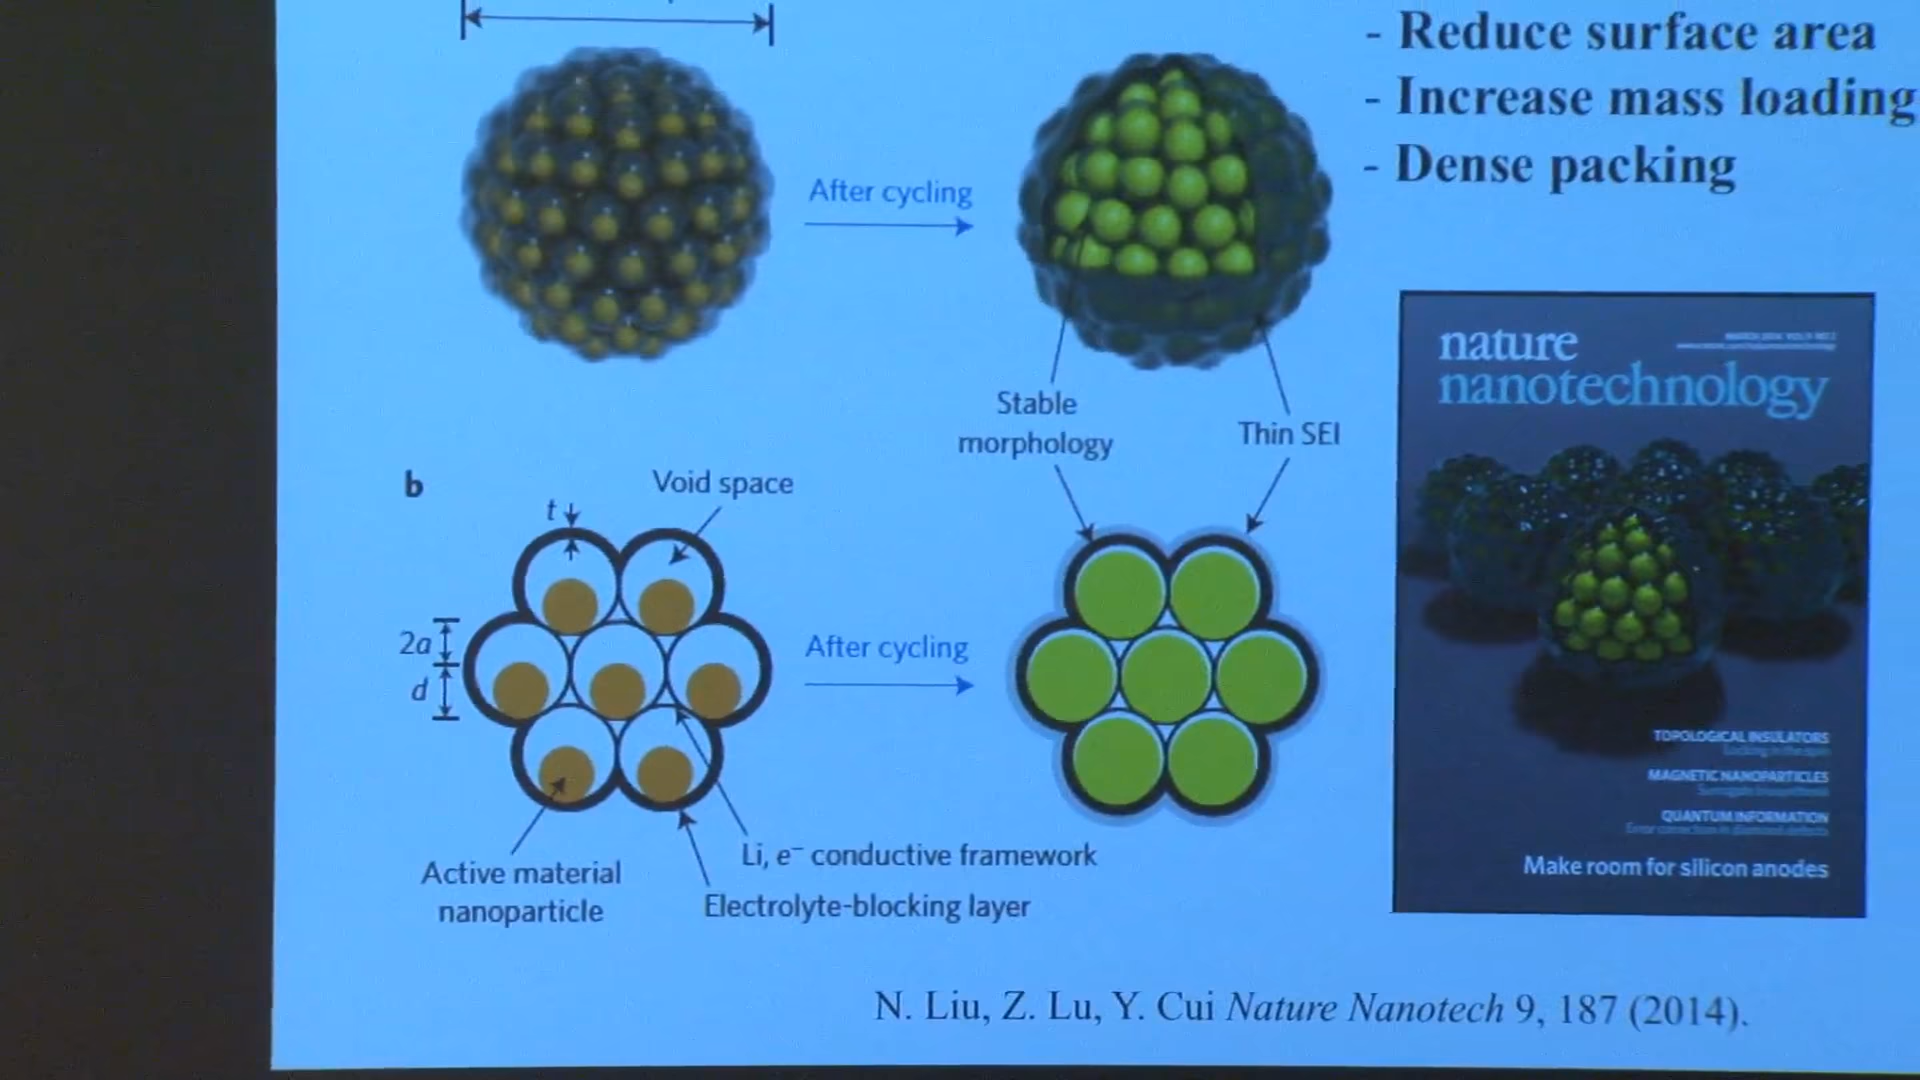 - Reduce surface area
- Increase mass loading
- Dense packing
After cycling
Stable
morphology
Thin SEI
b
Void space
t
2a
d
After cycling
Active material
nanoparticle
Li, e⁻ conductive framework
Electrolyte-blocking layer
nature
nanotechnology
TOPOLOGICAL INSULATORS
MAGNETIC NANOPARTICLES
QUANTUM INFORMATION
Make room for silicon anodes
N. Liu, Z. Lu, Y. Cui Nature Nanotech 9, 187 (2014).